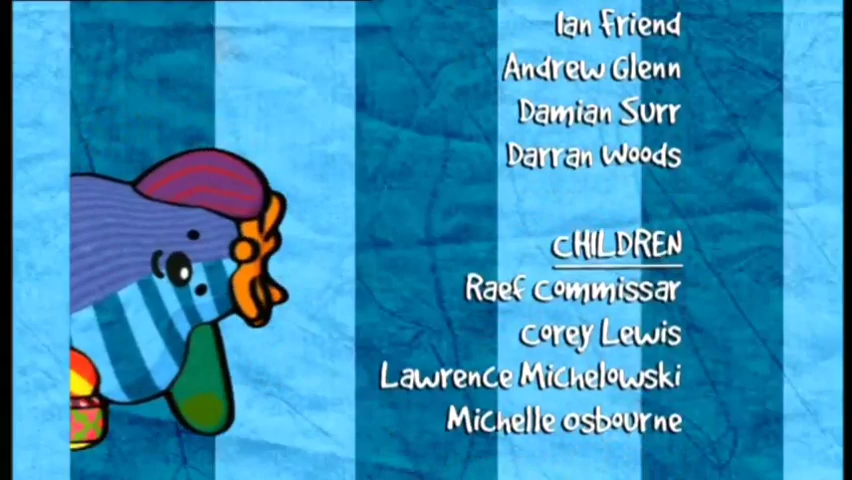 Ian Friend
Andrew Glenn
Damian Surr
Darran Woods
CHILDREN
Raef Commissar
Corey Lewis
Lawrence Michelowski
Michelle Osbourne